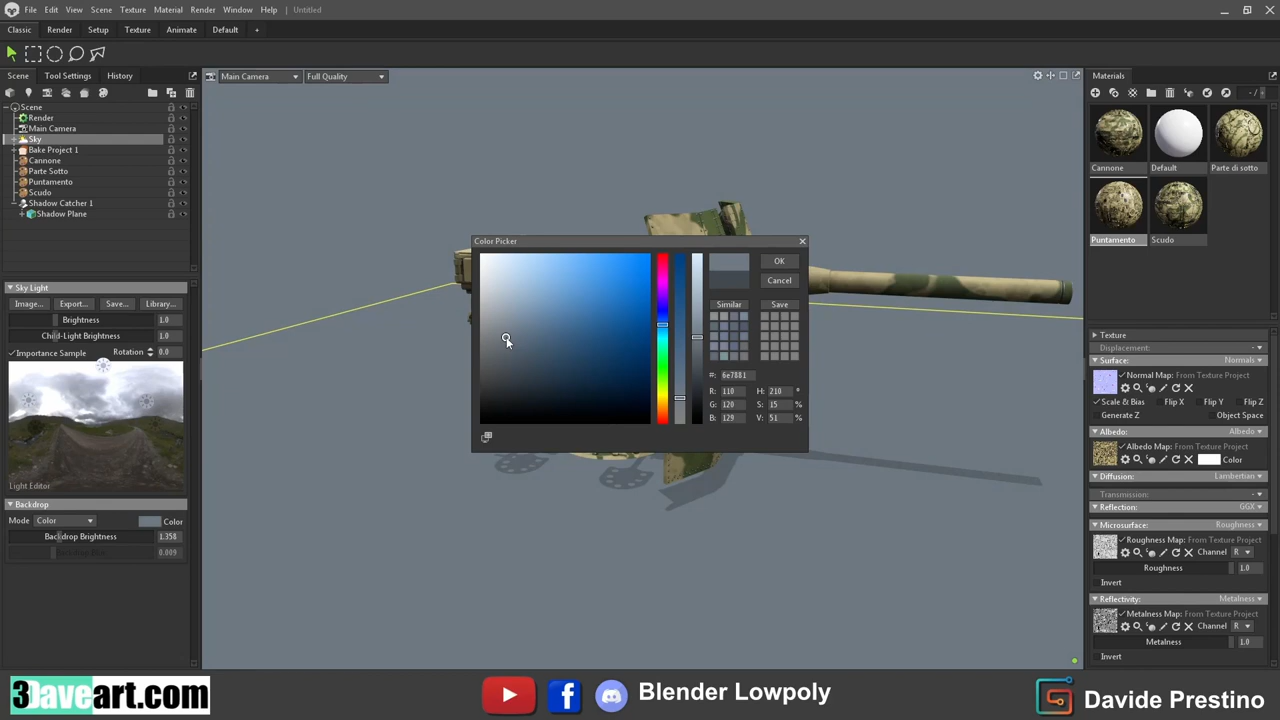 File Edit View Scene Texture Material Render Window Help Untitled
Classic Render Setup Texture Animate Default +
Scene Tool Settings History
Main Camera Full Quality
Materials
Scene
Render
Main Camera
Sky
Bake Project 1
Cannone
Parte Sotto
Puntamento
Scudo
Shadow Catcher 1
Shadow Plane
Sky Light
Image... Export... Save... Library...
Brightness 1.0
Child-Light Brightness 1.0
Importance Sample Rotation 0.0
Light Editor
Backdrop
Mode Color Color
Backdrop Brightness 1.358
Backdrop Blur 0.009
Color Picker
OK
Cancel
Similar Save
#: 6e7881
R: 110 H: 210 °
G: 120 S: 15 %
B: 129 V: 51 %
Cannone Default Parte di sotto
Puntamento Scudo
Texture
Displacement: -
Surface: Normals
Normal Map: From Texture Project
Scale & Bias Flip X Flip Y Flip Z
Generate Z Object Space
Albedo: Albedo
Albedo Map: From Texture Project
Color
Diffusion: Lambertian
Transmission: -
Reflection: GGX
Microsurface: Roughness
Roughness Map: From Texture Project
Channel R
Roughness 1.0
Invert
Reflectivity: Metalness
Metalness Map: From Texture Project
Channel R
Metalness 1.0
Invert
3Daveart.com
Blender Lowpoly
Davide Prestino